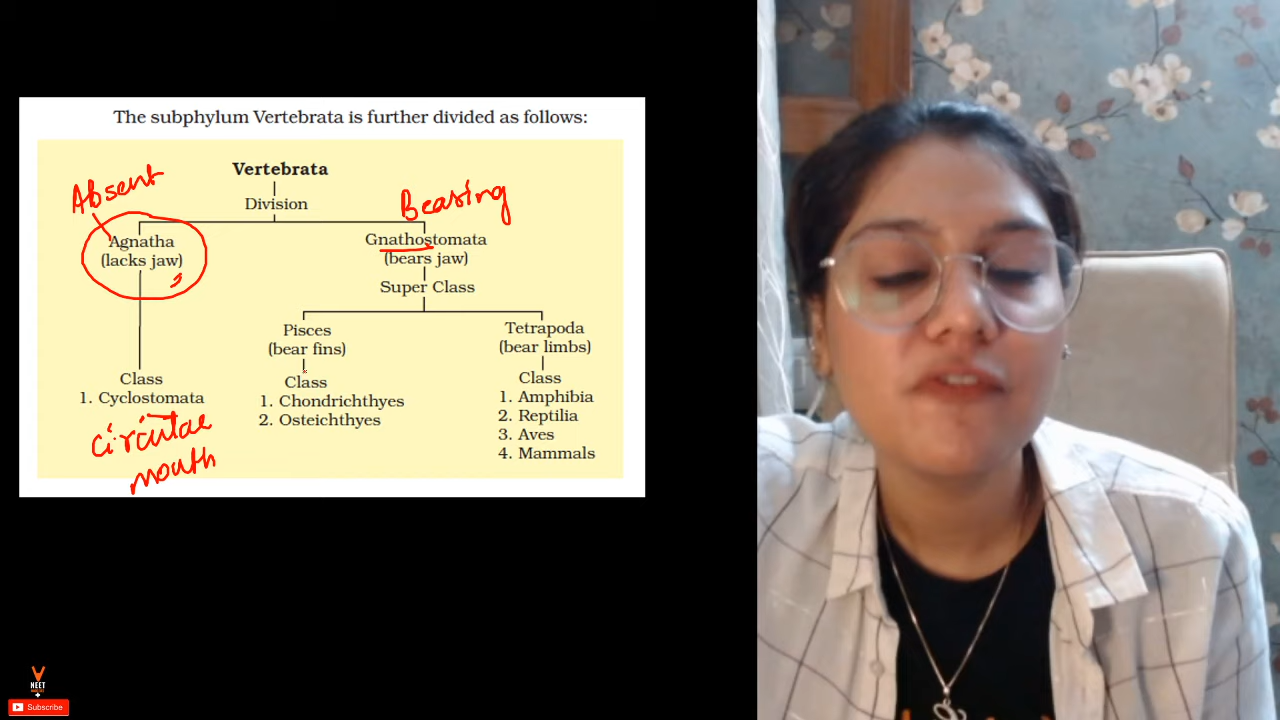 The subphylum Vertebrata is further divided as follows:
Vertebrata
Division
Absent
Bearing
Agnatha
(lacks jaw)
Gnathostomata
(bears jaw)
Super Class
Pisces
(bear fins)
Tetrapoda
(bear limbs)
Class
1. Cyclostomata
Circular
mouth
Class
1. Chondrichthyes
2. Osteichthyes
Class
1. Amphibia
2. Reptilia
3. Aves
4. Mammals
NEET
Subscribe